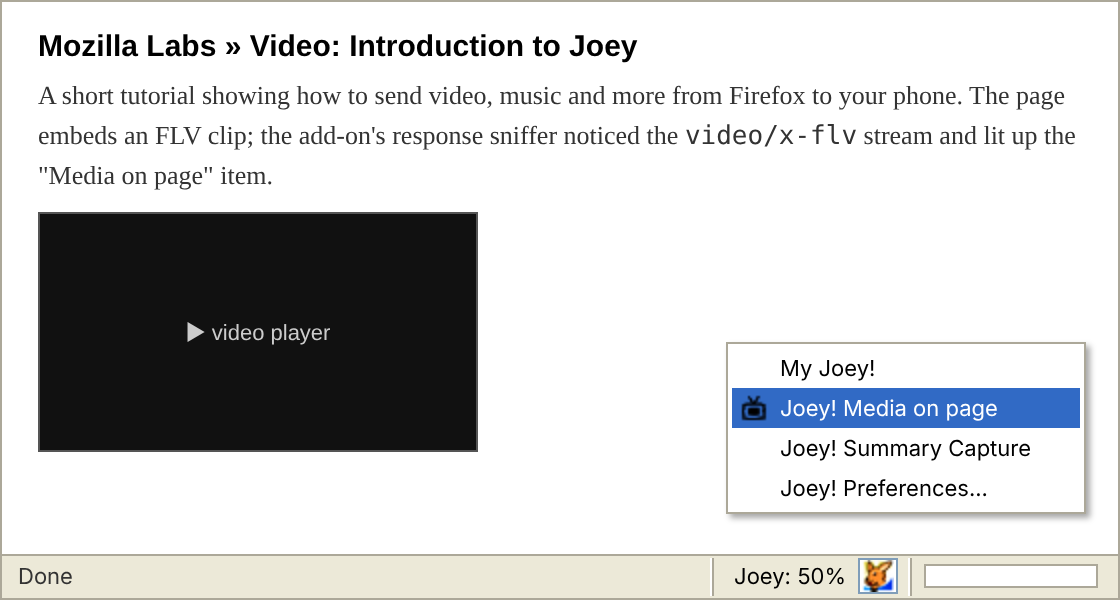 Mozilla Labs » Video: Introduction to Joey
A short tutorial showing how to send video, music and more from Firefox to your phone. The page
embeds an FLV clip; the add-on's response sniffer noticed the video/x-flv stream and lit up the
"Media on page" item.
▶ video player
My Joey!
Joey! Media on page
Joey! Summary Capture
Joey! Preferences...
Done
Joey: 50%